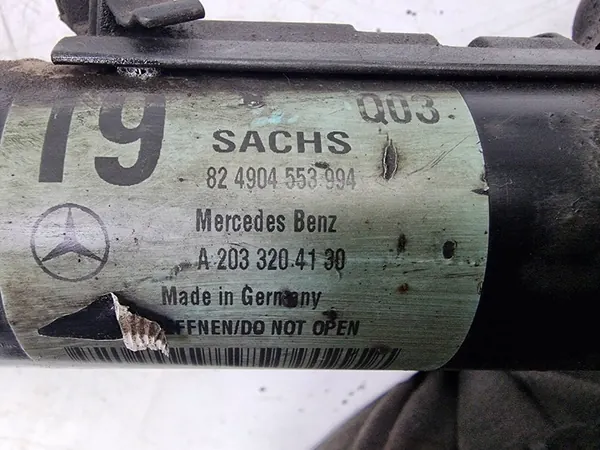 19
Q03
SACHS
82 4904 553 994
Mercedes Benz
A 203 320 41 30
Made in Germany
DO NOT OPEN